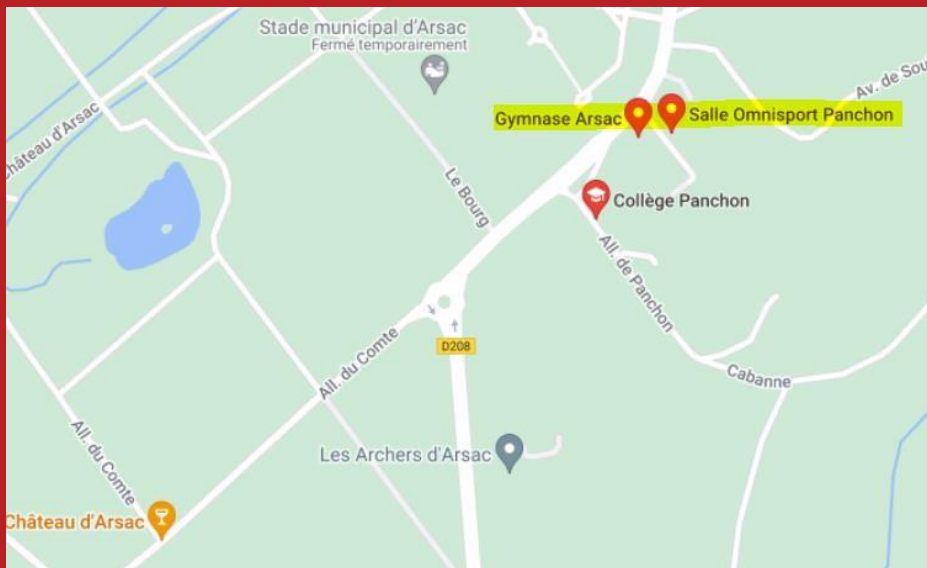 Stade municipal d'Arsac
Fermé temporairement
Château d'Arsac
Av. de Sou
Gymnase Arsac
Salle Omnisport Panchon
Le Bourg
Collège Panchon
All. de Panchon
D208
All. du Comte
Cabanne
All. du Comte
Les Archers d'Arsac
Château d'Arsac